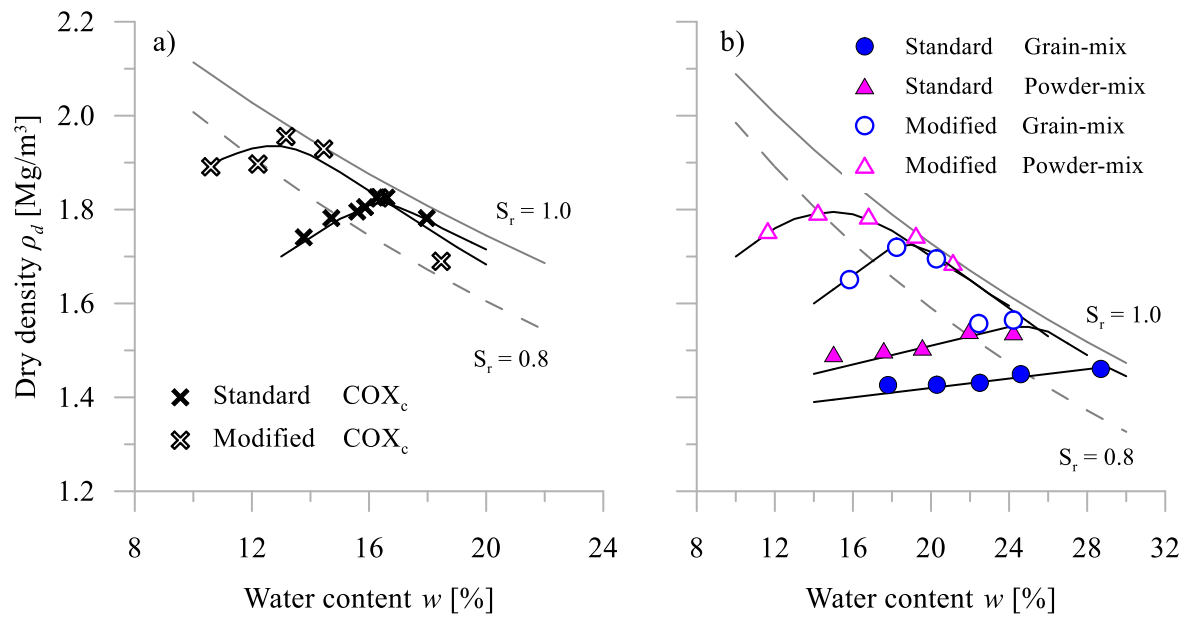 Dry density ρd [Mg/m³]
2.2
2.0
1.8
1.6
1.4
1.2
a)
Sr = 1.0
Sr = 0.8
Standard COXc
Modified COXc
8 12 16 20 24
Water content w [%]
b)
Standard Grain-mix
Standard Powder-mix
Modified Grain-mix
Modified Powder-mix
Sr = 1.0
Sr = 0.8
8 12 16 20 24 28 32
Water content w [%]